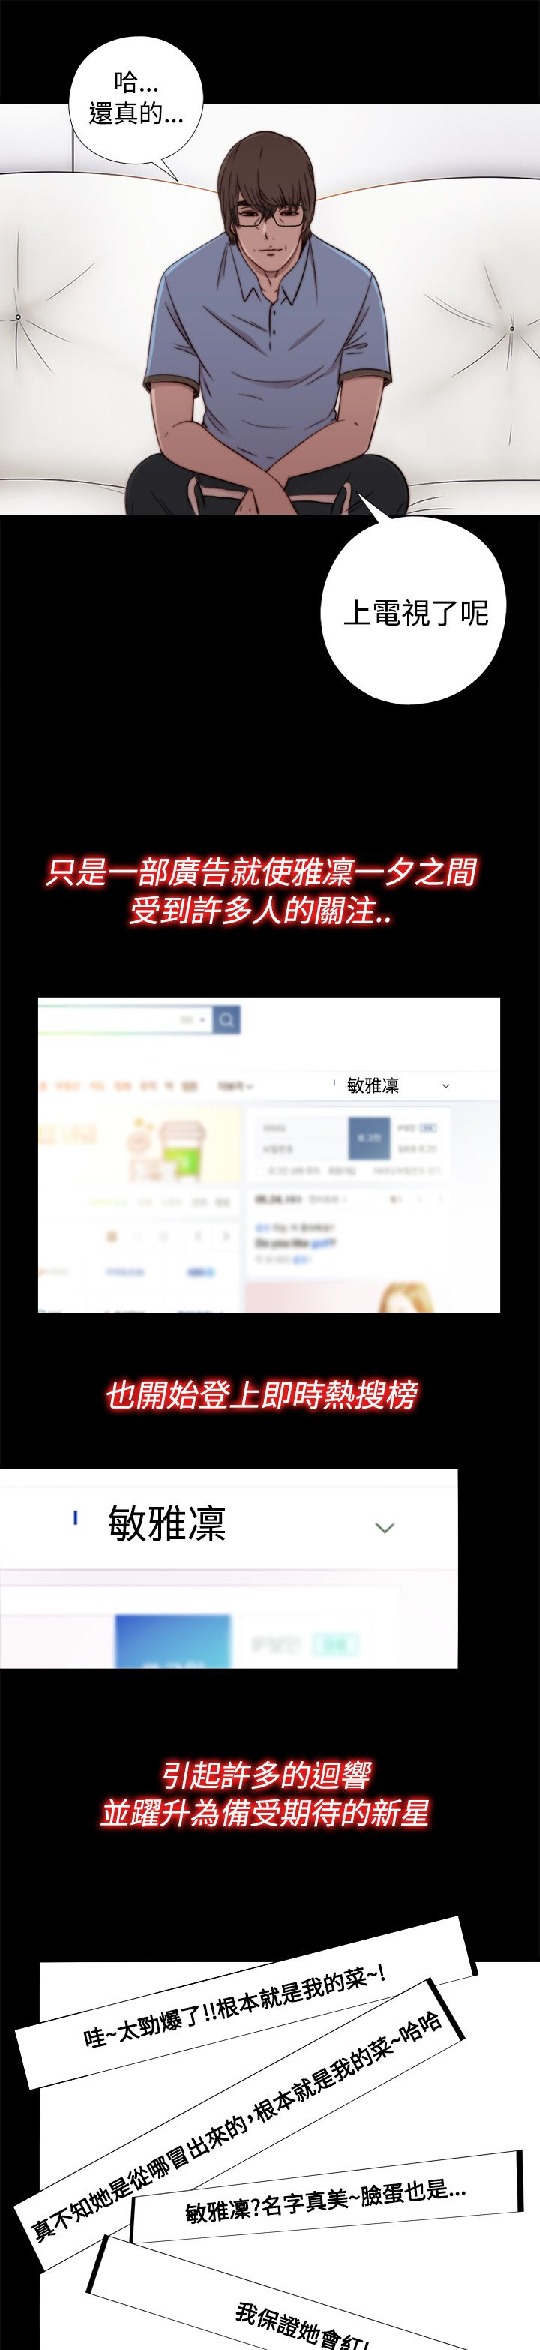 哈...
還真的...
上電視了呢
只是一部廣告就使雅凜一夕之間
受到許多人的關注..
敏雅凜
Do you like golf?
也開始登上即時熱搜榜
敏雅凜
引起許多的迴響
並躍升為備受期待的新星
哇~太勁爆了!!根本就是我的菜~!
真不知她是從哪冒出來的,根本就是我的菜~哈哈
敏雅凜?名字真美~臉蛋也是...
我保證她會紅!